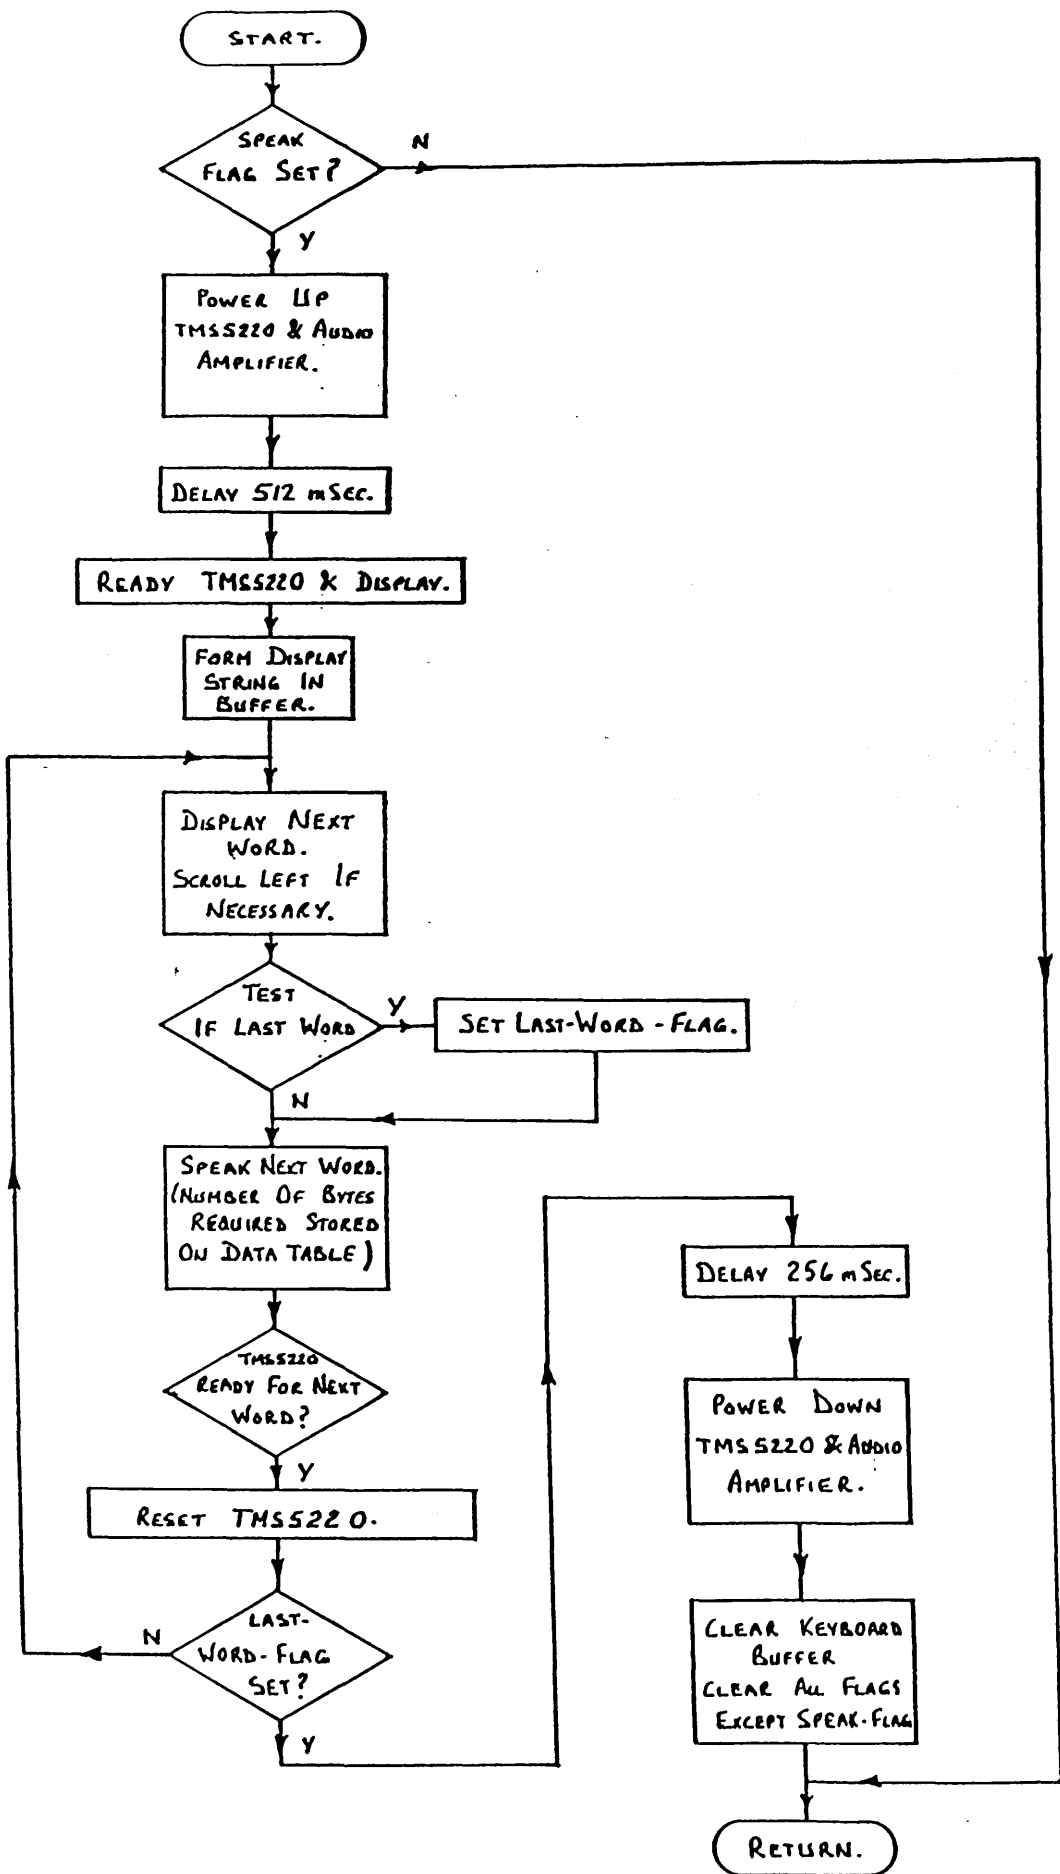 START.
SPEAK
FLAG SET?
N
Y
POWER UP
TMS5220 & AUDIO
AMPLIFIER.
DELAY 512 mSEC.
READY TMS5220 & DISPLAY.
FORM DISPLAY
STRING IN
BUFFER.
DISPLAY NEXT
WORD.
SCROLL LEFT IF
NECESSARY.
TEST
IF LAST WORD
Y
SET LAST-WORD-FLAG.
N
SPEAK NEXT WORD.
(NUMBER OF BYTES
REQUIRED STORED
ON DATA TABLE)
TMS5220
READY FOR NEXT
WORD?
Y
RESET TMS5220.
LAST-
WORD-FLAG
SET?
N
Y
DELAY 256 mSEC.
POWER DOWN
TMS5220 & AUDIO
AMPLIFIER.
CLEAR KEYBOARD
BUFFER
CLEAR ALL FLAGS
EXCEPT SPEAK-FLAG
RETURN.